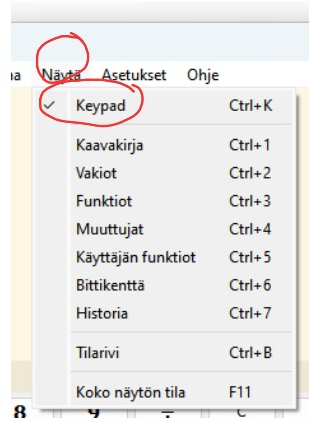 Näytä Asetukset Ohje
Keypad Ctrl+K
Kaavakirja Ctrl+1
Vakiot Ctrl+2
Funktiot Ctrl+3
Muuttujat Ctrl+4
Käyttäjän funktiot Ctrl+5
Bittikenttä Ctrl+6
Historia Ctrl+7
Tilarivi Ctrl+B
Koko näytön tila F11
8 9 ÷ C